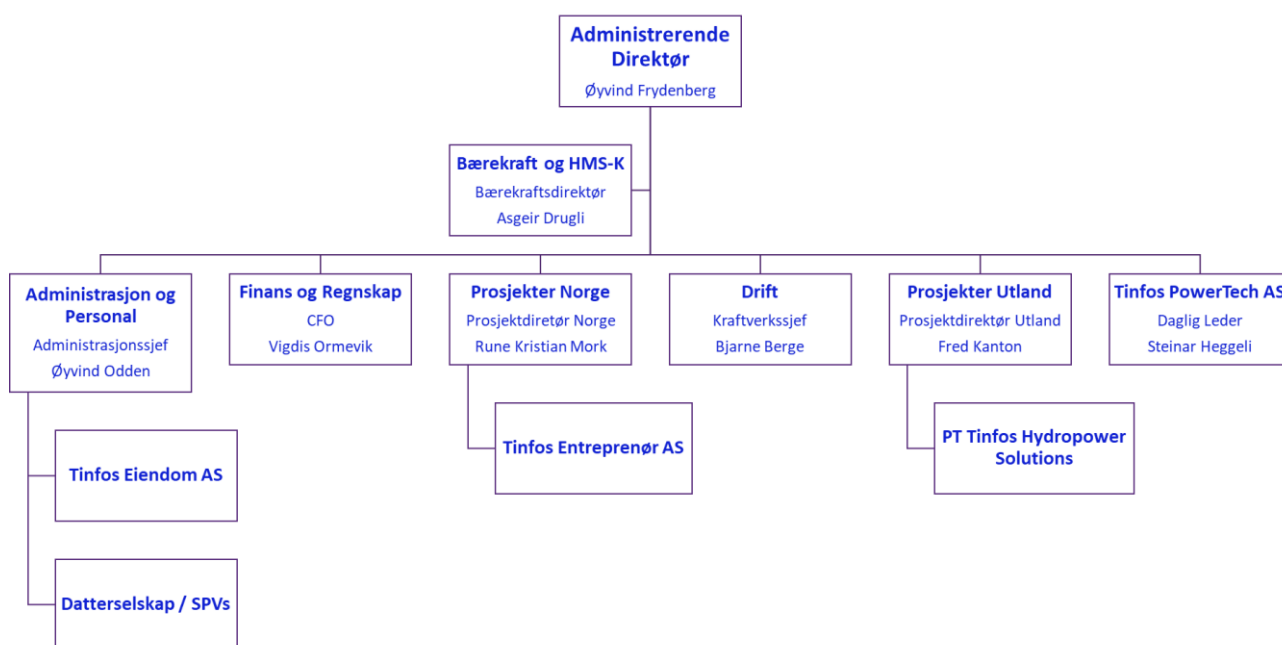 Administrerende
Direktør
Øyvind Frydenberg
Bærekraft og HMS-K
Bærekraftsdirektør
Asgeir Drugli
Administrasjon og
Personal
Administrasjonssjef
Øyvind Odden
Finans og Regnskap
CFO
Vigdis Ormevik
Prosjekter Norge
Prosjektdiretør Norge
Rune Kristian Mork
Drift
Kraftverkssjef
Bjarne Berge
Prosjekter Utland
Prosjektdirektør Utland
Fred Kanton
Tinfos PowerTech AS
Daglig Leder
Steinar Heggeli
Tinfos Eiendom AS
Datterselskap / SPVs
Tinfos Entreprenør AS
PT Tinfos Hydropower
Solutions